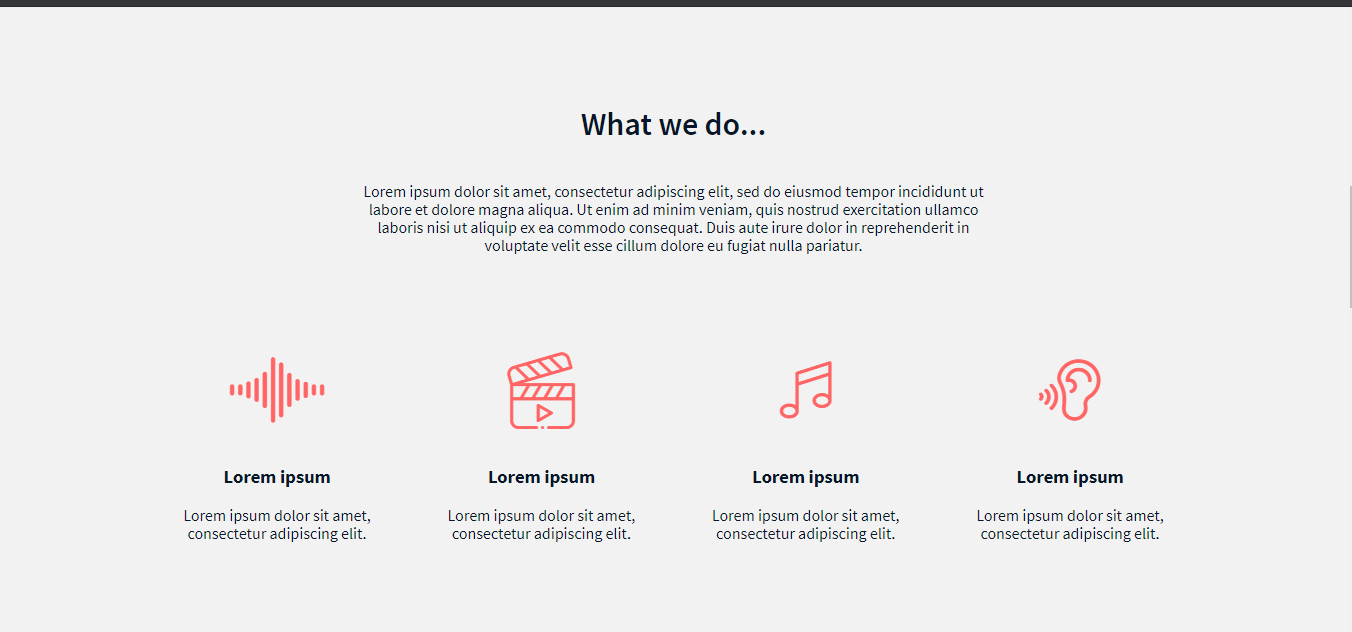 What we do...
Lorem ipsum dolor sit amet, consectetur adipiscing elit, sed do eiusmod tempor incididunt ut
labore et dolore magna aliqua. Ut enim ad minim veniam, quis nostrud exercitation ullamco
laboris nisi ut aliquip ex ea commodo consequat. Duis aute irure dolor in reprehenderit in
voluptate velit esse cillum dolore eu fugiat nulla pariatur.
Lorem ipsum
Lorem ipsum dolor sit amet,
consectetur adipiscing elit.
Lorem ipsum
Lorem ipsum dolor sit amet,
consectetur adipiscing elit.
Lorem ipsum
Lorem ipsum dolor sit amet,
consectetur adipiscing elit.
Lorem ipsum
Lorem ipsum dolor sit amet,
consectetur adipiscing elit.